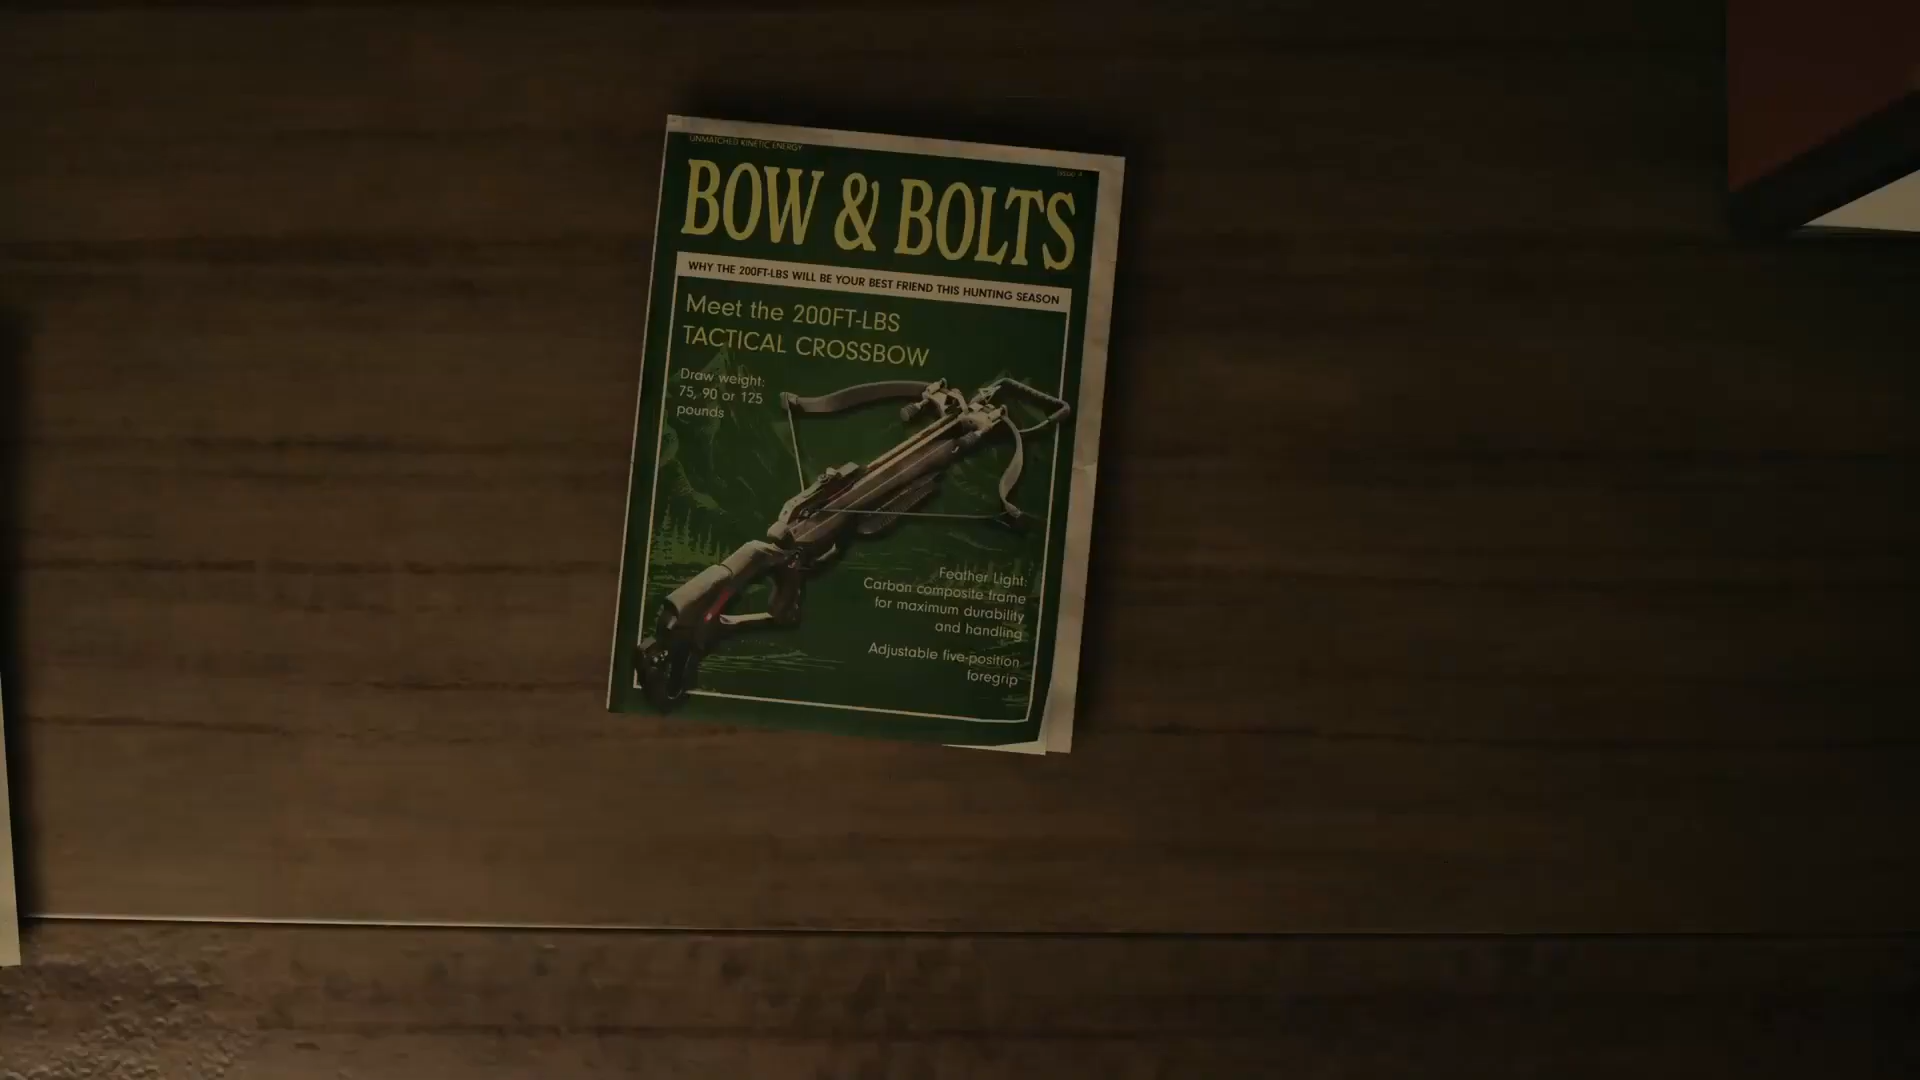 UNMATCHED KINETIC ENERGY
BOW & BOLTS
WHY THE 200FT-LBS WILL BE YOUR BEST FRIEND THIS HUNTING SEASON
Meet the 200FT-LBS
TACTICAL CROSSBOW
Draw weight:
75, 90 or 125
pounds
Feather Light:
Carbon composite frame
for maximum durability
and handling
Adjustable five-position
foregrip